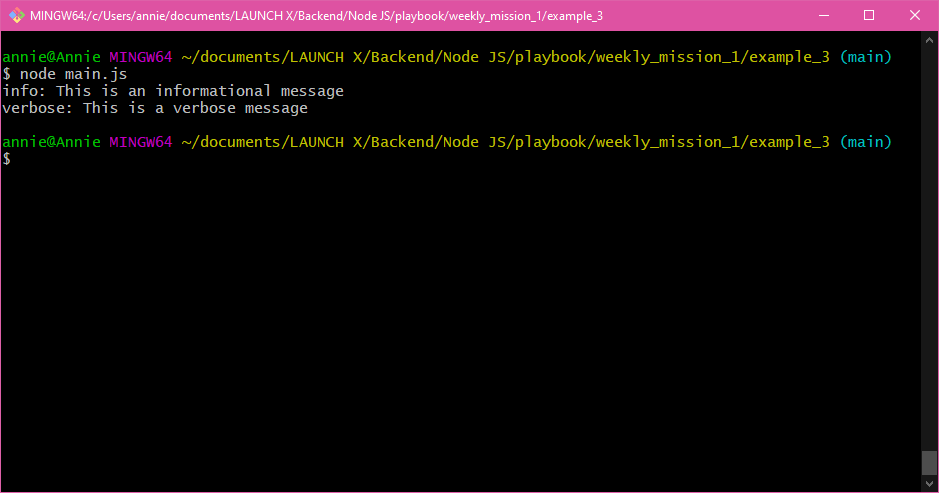 MINGW64:/c/Users/annie/documents/LAUNCH X/Backend/Node JS/playbook/weekly_mission_1/example_3
annie@Annie MINGW64 ~/documents/LAUNCH X/Backend/Node JS/playbook/weekly_mission_1/example_3 (main)
$ node main.js
info: This is an informational message
verbose: This is a verbose message
annie@Annie MINGW64 ~/documents/LAUNCH X/Backend/Node JS/playbook/weekly_mission_1/example_3 (main)
$